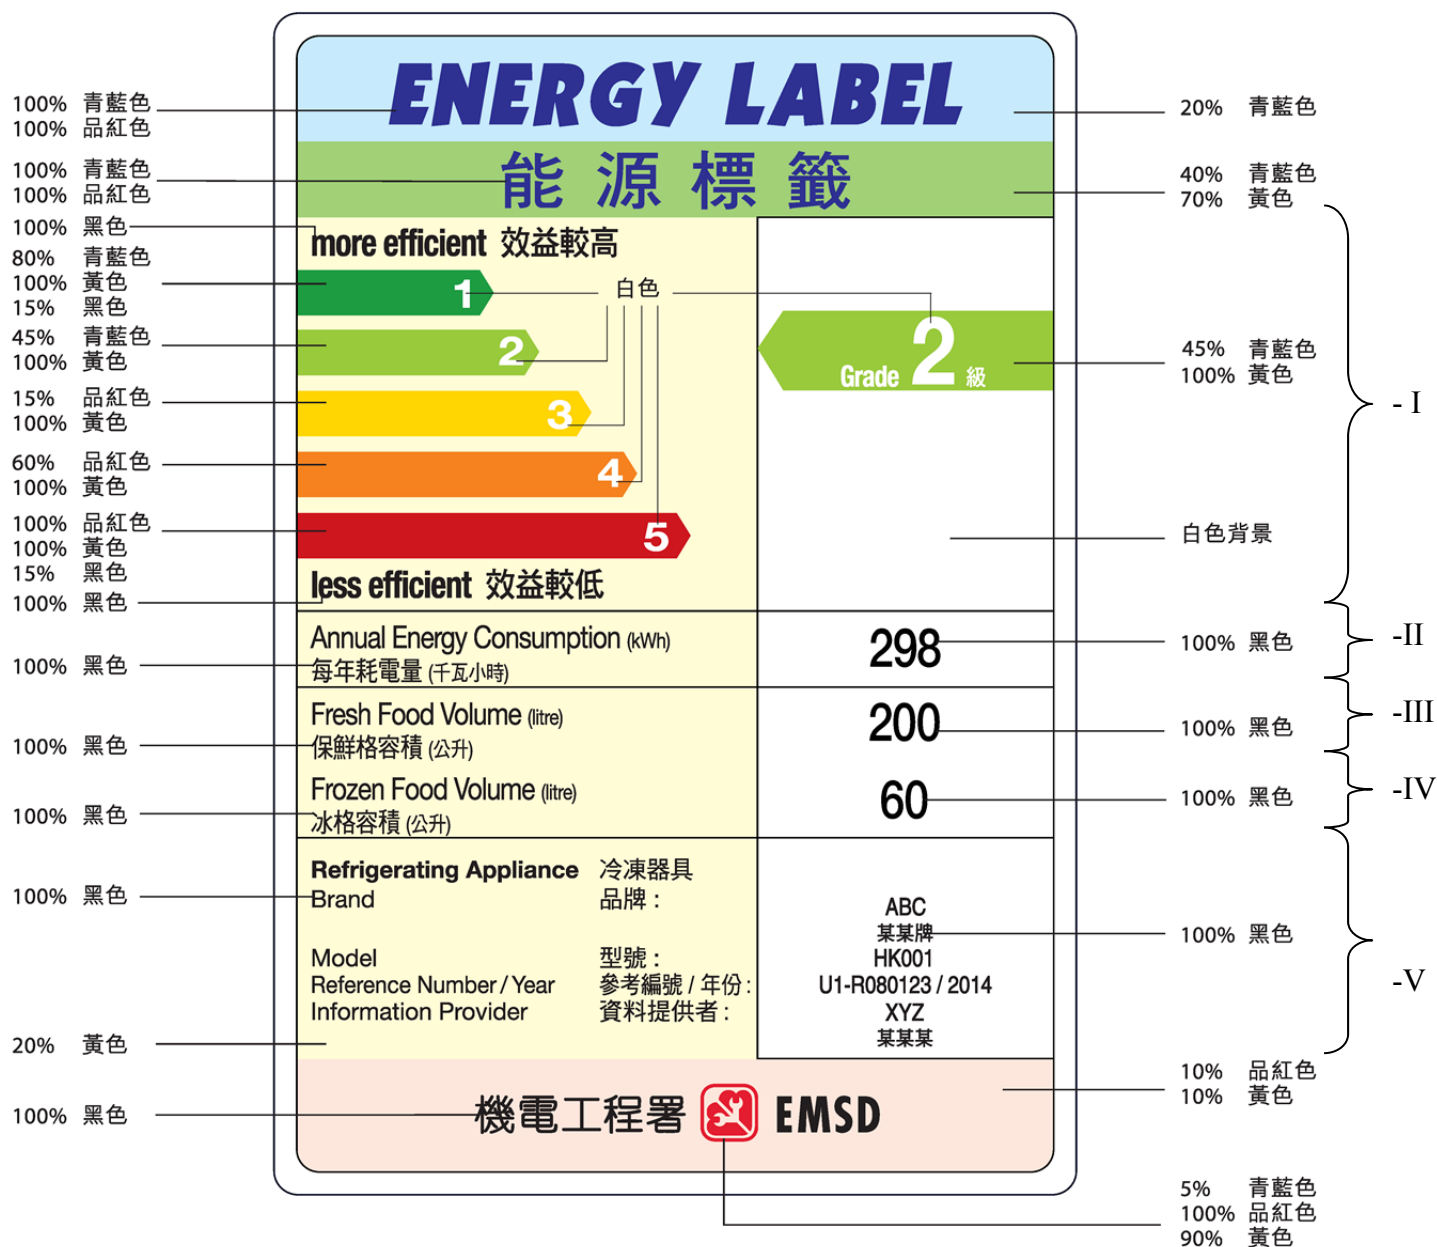 ENERGY LABEL
能源標籤
100% 青藍色
100% 品紅色
20% 青藍色
100% 青藍色
100% 品紅色
40% 青藍色
70% 黃色
100% 黑色
more efficient 效益較高
80% 青藍色
100% 黃色
15% 黑色
1
白色
45% 青藍色
100% 黃色
2
Grade 2 級
45% 青藍色
100% 黃色
15% 品紅色
100% 黃色
3
- I
60% 品紅色
100% 黃色
4
100% 品紅色
100% 黃色
15% 黑色
5
白色背景
100% 黑色
less efficient 效益較低
Annual Energy Consumption (kWh)
每年耗電量 (千瓦小時)
298
100% 黑色
100% 黑色
-II
Fresh Food Volume (litre)
保鮮格容積 (公升)
200
100% 黑色
100% 黑色
-III
Frozen Food Volume (litre)
冰格容積 (公升)
60
100% 黑色
100% 黑色
-IV
Refrigerating Appliance 冷凍器具
Brand 品牌 :
ABC
某某牌
100% 黑色
100% 黑色
Model 型號 :
HK001
Reference Number / Year 參考編號 / 年份 :
U1-R080123 / 2014
Information Provider 資料提供者 :
XYZ
某某某
-V
20% 黃色
10% 品紅色
10% 黃色
100% 黑色
機電工程署 EMSD
5% 青藍色
100% 品紅色
90% 黃色